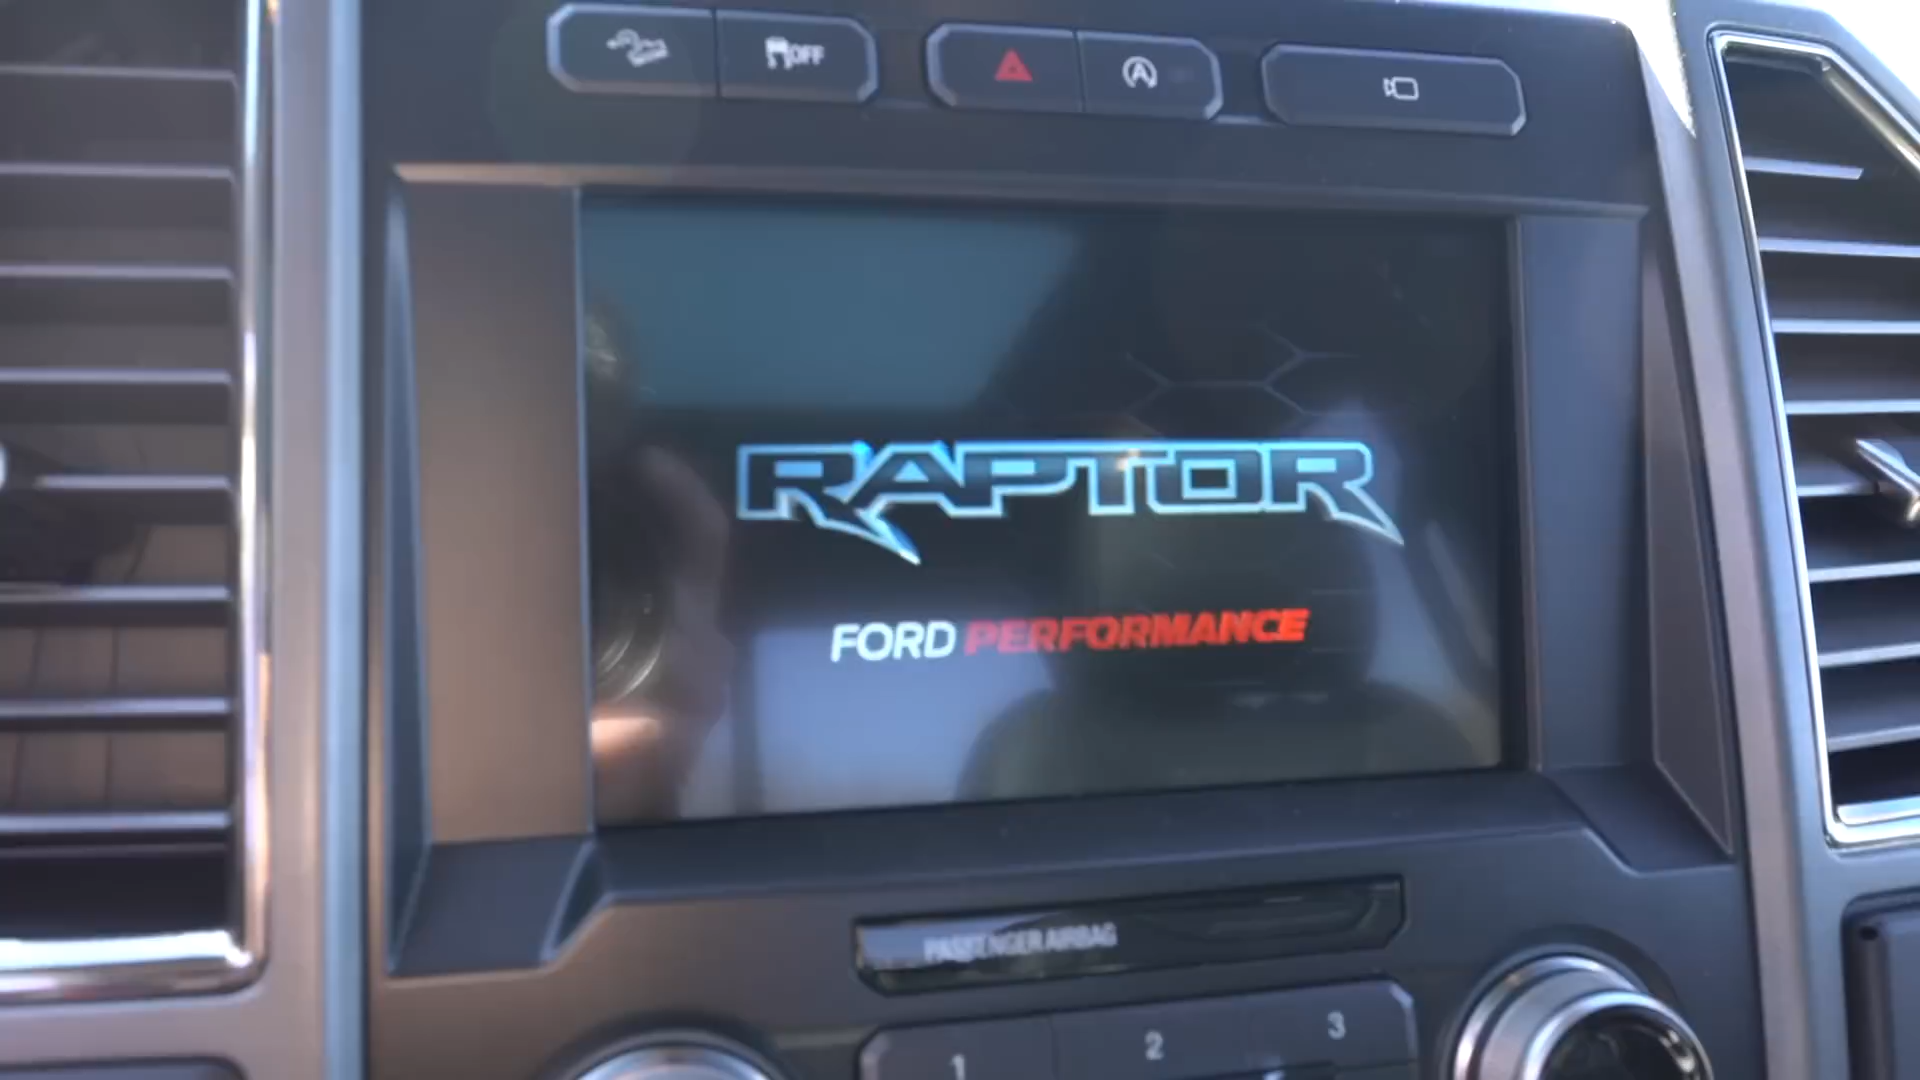 OFF
A
RAPTOR
FORD PERFORMANCE
PASSENGER AIRBAG
1 2 3